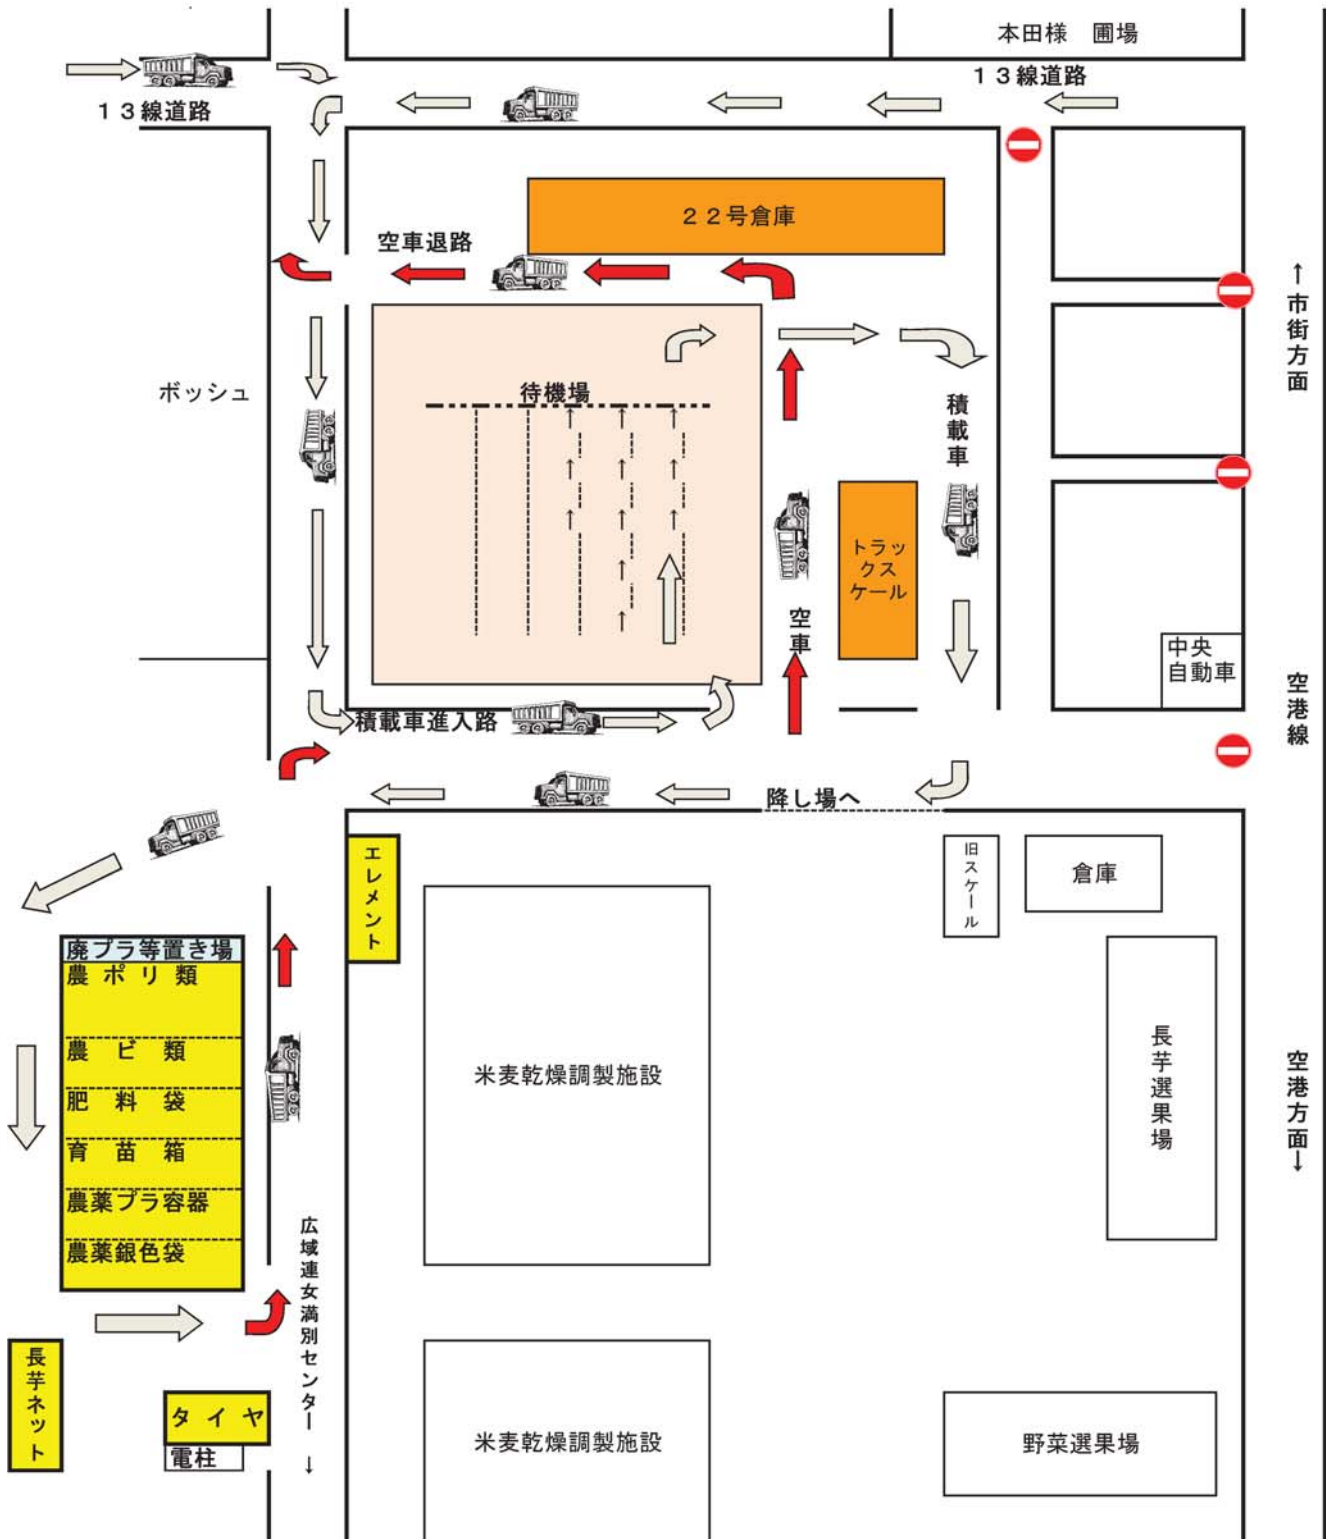 本田様　圃場
１３線道路
１３線道路
２２号倉庫
空車退路
↑市街方面
ボッシュ
待機場
積載車
トラッ
クス
ケール
空車
中央
自動車
空港線
積載車進入路
降し場へ
エレメント
旧スケール
倉庫
廃プラ等置き場
農 ポ リ 類
農　ビ　類
肥　料　袋
育　苗　箱
農薬プラ容器
農薬銀色袋
米麦乾燥調製施設
長芋選果場
空港方面↓
広域連女満別センター　↓
長芋ネット
タ イ ヤ
電柱
米麦乾燥調製施設
野菜選果場